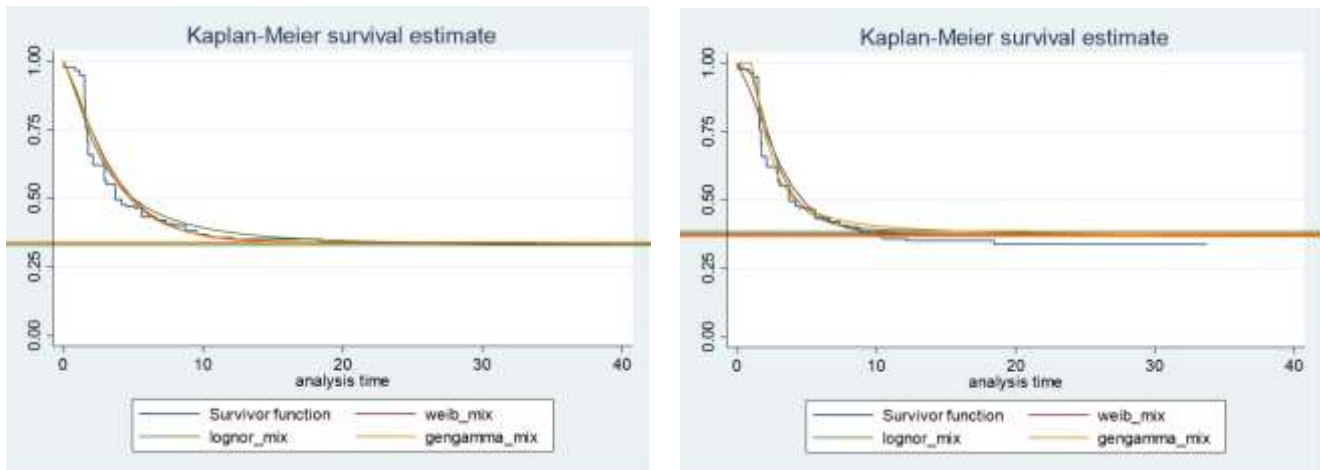 Kaplan-Meier survival estimate
1.00
0.75
0.50
0.25
0.00
0 10 20 30 40
analysis time
Survivor function weib_mix
lognor_mix gengamma_mix
Kaplan-Meier survival estimate
1.00
0.75
0.50
0.25
0.00
0 10 20 30 40
analysis time
Survivor function weib_mix
lognor_mix gengamma_mix